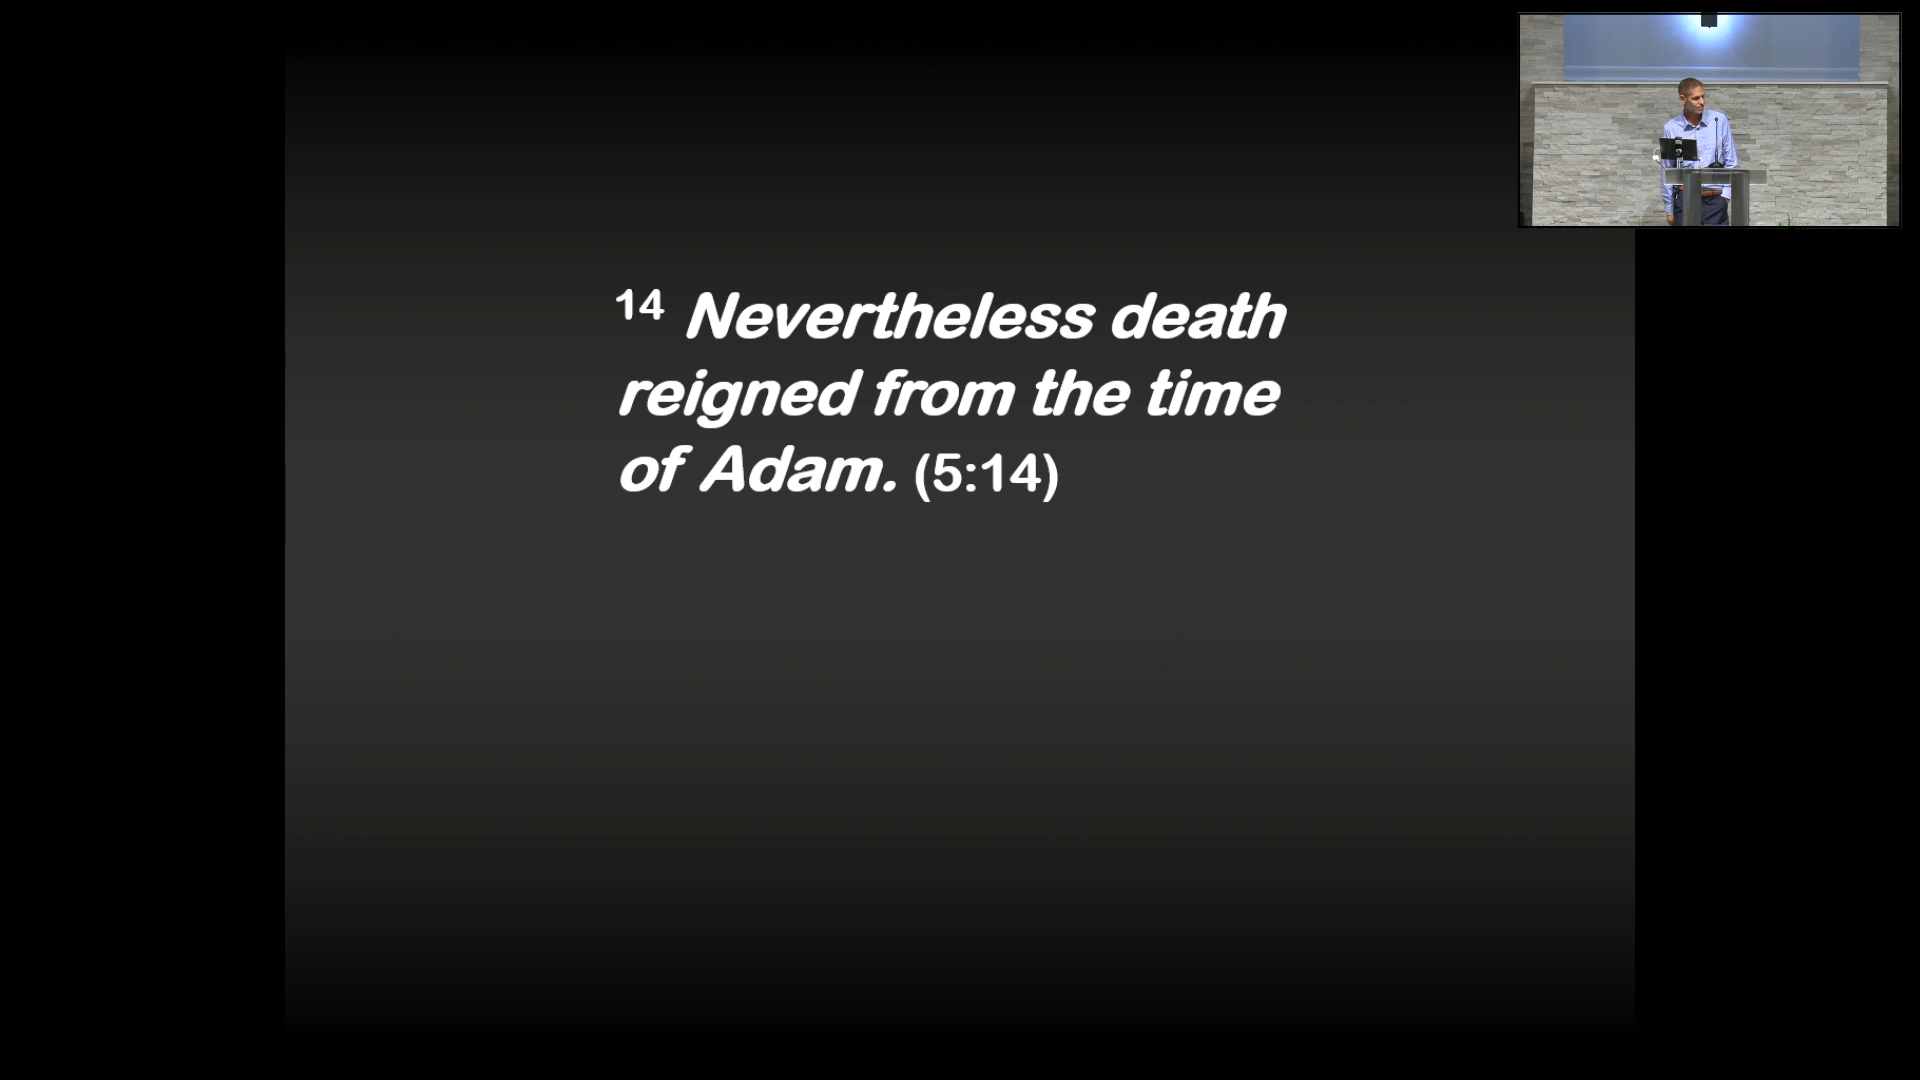 14 Nevertheless death
reigned from the time
of Adam. (5:14)